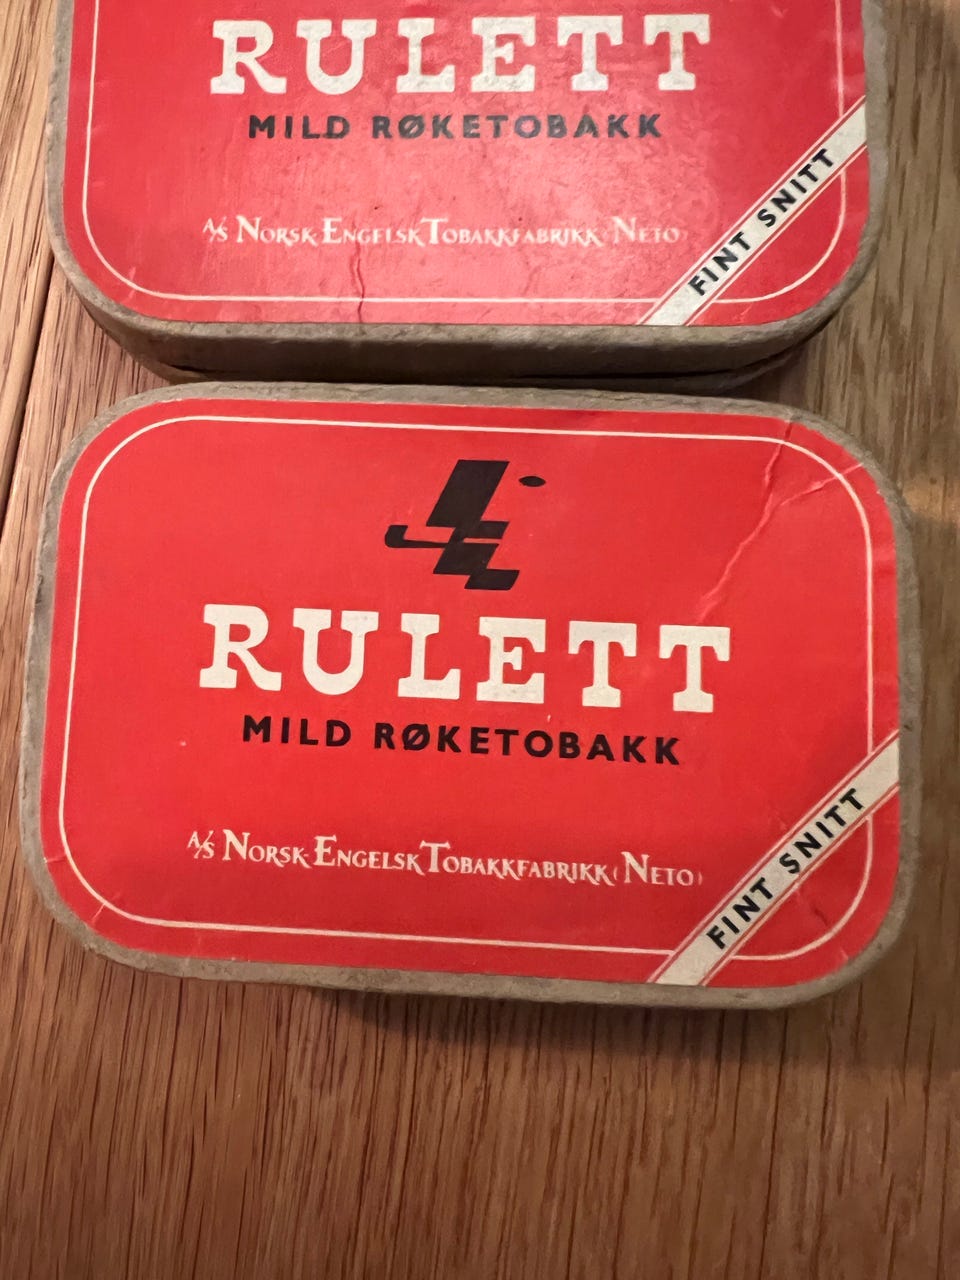 RULETT
MILD RØKETOBAKK
A/S NORSK-ENGELSK TOBAKKFABRIKK (NETO)
FINT SNITT
RULETT
MILD RØKETOBAKK
A/S NORSK-ENGELSK TOBAKKFABRIKK (NETO)
FINT SNITT